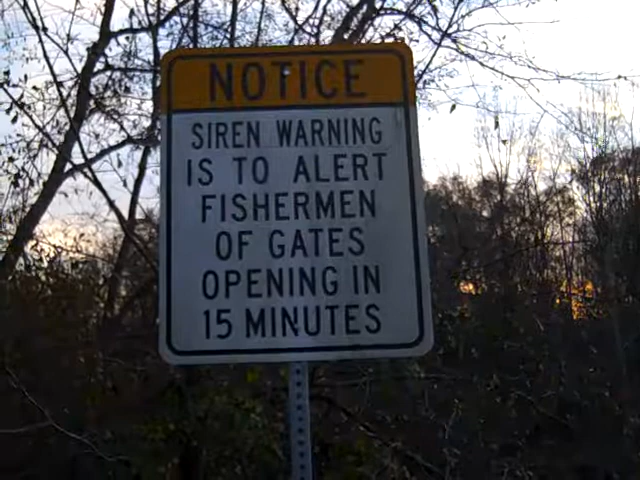 NOTICE
SIREN WARNING
IS TO ALERT
FISHERMEN
OF GATES
OPENING IN
15 MINUTES